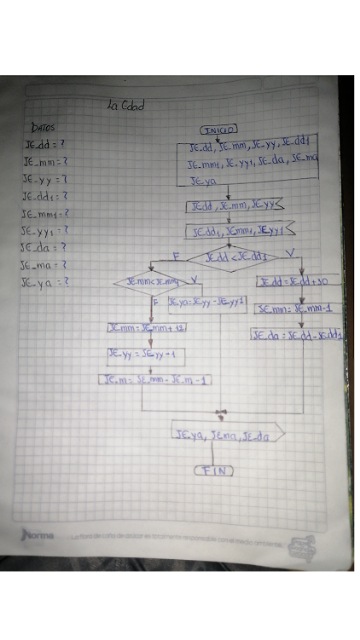 La Edad
DATOS
JE_dd = ?
JE_mm = ?
JE_yy = ?
JE_dd1 = ?
JE_mm1 = ?
JE_yy1 = ?
JE_da = ?
JE_ma = ?
JE_ya = ?
INICIO
JE_dd, JE_mm, JE_yy, JE_dd1
JE_mm1, JE_yy1, JE_da, JE_ma
JE_ya
JE_dd, JE_mm, JE_yy
JE_dd1, JE_mm1, JE_yy1
F JE_dd < JE_dd1 V
JE_mm < JE_mm1 V
F
JE_ya = JE_yy - JE_yy1
JE_dd = JE_dd + 30
JE_mm = JE_mm - 1
JE_da = JE_dd - JE_dd1
JE_mm = JE_mm + 12
JE_yy = JE_yy - 1
JE_m = JE_mm - JE_m - 1
JE_ya, JE_ma, JE_da
FIN
Norma